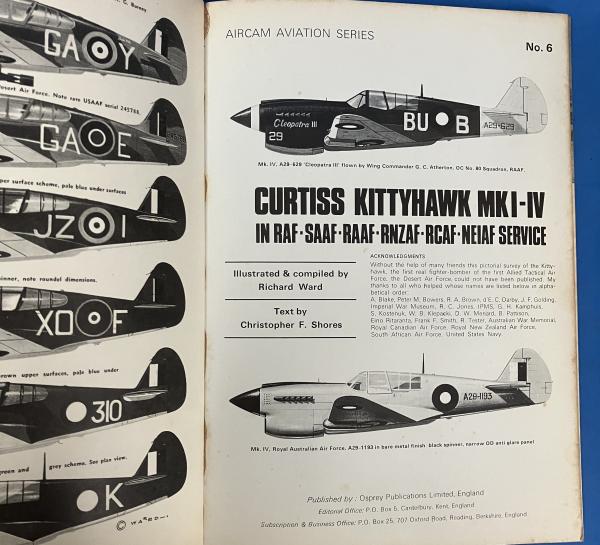 C. Burnes
GA Y
Desert Air Force. Note rare USAAF serial 245788.
GA E
per surface scheme, pale blue under surfaces
JZ I
inner, note roundel dimensions.
XO F
rown upper surfaces, pale blue under
310
green and grey scheme. See plan view.
K
© WARD-1
AIRCAM AVIATION SERIES
No. 6
Cleopatra III
29
BU B
A29-629
Mk. IV, A29-629 'Cleopatra III' flown by Wing Commander G. C. Atherton, OC No. 80 Squadron, RAAF.
CURTISS KITTYHAWK MK I-IV
IN RAF·SAAF·RAAF·RNZAF·RCAF·NEIAF SERVICE
Illustrated & compiled by
Richard Ward
Text by
Christopher F. Shores
ACKNOWLEDGMENTS
Without the help of many friends this pictorial survey of the Kitty-
hawk, the first real fighter-bomber of the first Allied Tactical Air
Force, the Desert Air Force, could not have been published. My
thanks to all who helped whose names are listed below in alpha-
betical order:
A. Blake, Peter M. Bowers, R. A. Brown, d'E. C. Darby, J. F. Golding,
Imperial War Museum, R. C. Jones, IPMS, G. H. Kamphuis,
S. Kostenuk, W. B. Klepacki, D. W. Menard, B. Pattison,
Eino Ritaranta, Frank F. Smith, R. Tester, Australian War Memorial,
Royal Canadian Air Force, Royal New Zealand Air Force,
South African Air Force, United States Navy.
A29-1193
Mk. IV, Royal Australian Air Force, A29-1193 in bare metal finish black spinner, narrow OD anti glare panel
Published by : Osprey Publications Limited, England
Editorial Office: P.O. Box 5, Canterbury, Kent, England
Subscription & Business Office: P.O. Box 25, 707 Oxford Road, Reading, Berkshire, England